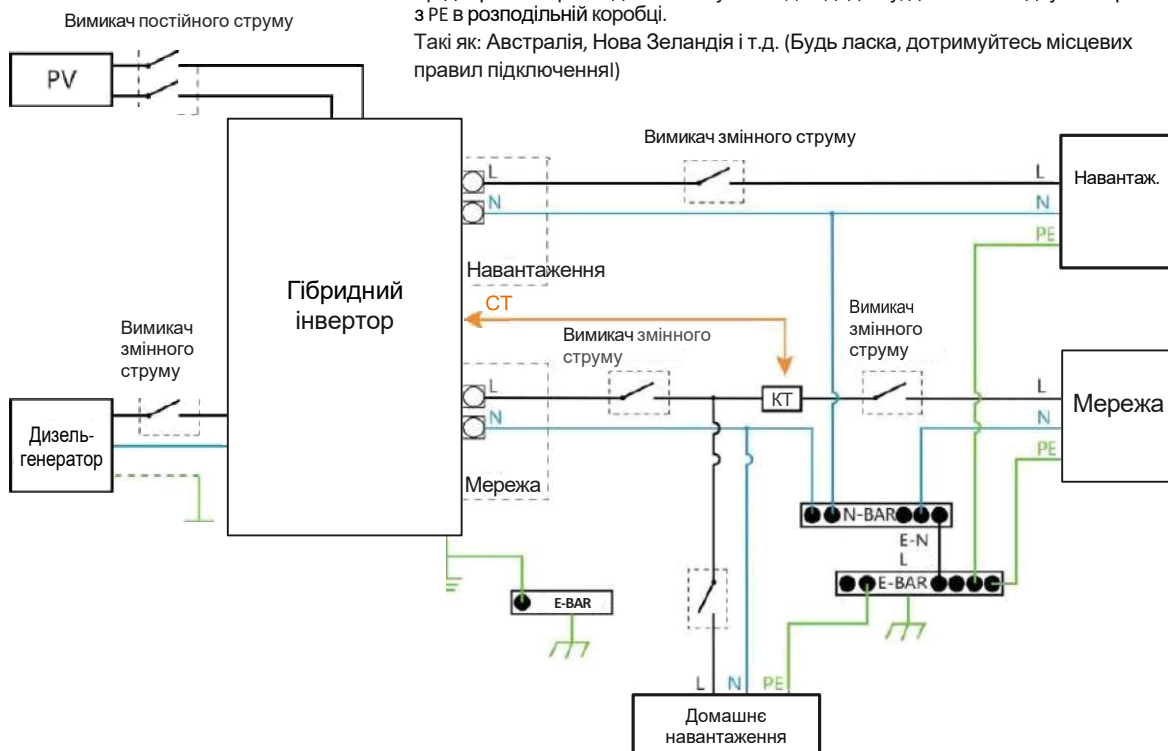 з PE в розподільній коробці.
Такі як: Австралія, Нова Зеландія і т.д. (Будь ласка, дотримуйтесь місцевих
правил підключенняІ)
Вимикач постійного струму
PV
Вимикач змінного струму
L
N
Навантаження
L
N
PE
Навантаж.
Гібридний
інвертор
CT
Вимикач
змінного
струму
Вимикач змінного
струму
Вимикач
змінного
струму
L
N
Мережа
КТ
L
N
PE
Мережа
Дизель-
генератор
N-BAR
E-N
L
E-BAR
E-BAR
L
N
PE
Домашнє
навантаження